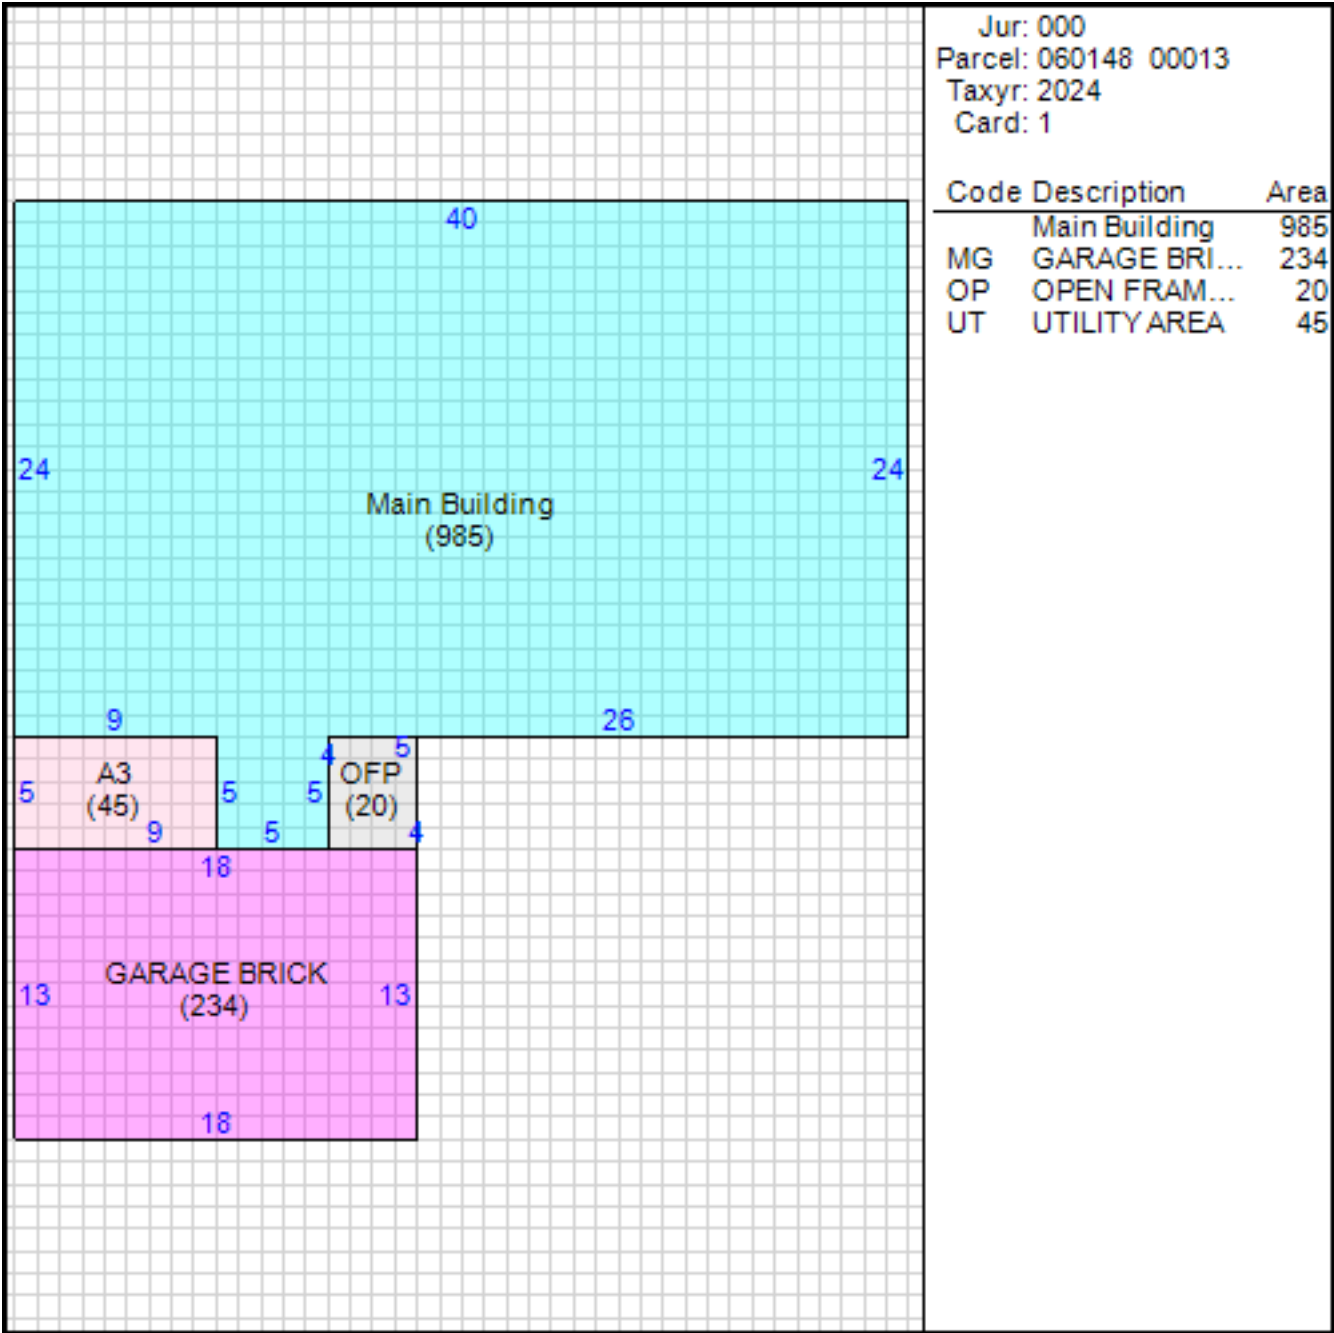 Jur: 000
Parcel: 060148 00013
Taxyr: 2024
Card: 1
Code Description Area
Main Building 985
MG GARAGE BRI... 234
OP OPEN FRAM... 20
UT UTILITY AREA 45
40
24
24
Main Building
(985)
9
26
4
5
A3
(45)
5
5
5
OFP
(20)
9
5
4
18
GARAGE BRICK
(234)
13
13
18